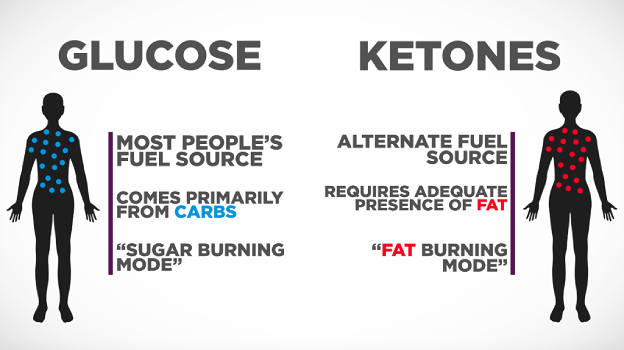 GLUCOSE
MOST PEOPLE'S
FUEL SOURCE
COMES PRIMARILY
FROM CARBS
“SUGAR BURNING
MODE”
KETONES
ALTERNATE FUEL
SOURCE
REQUIRES ADEQUATE
PRESENCE OF FAT
“FAT BURNING
MODE”